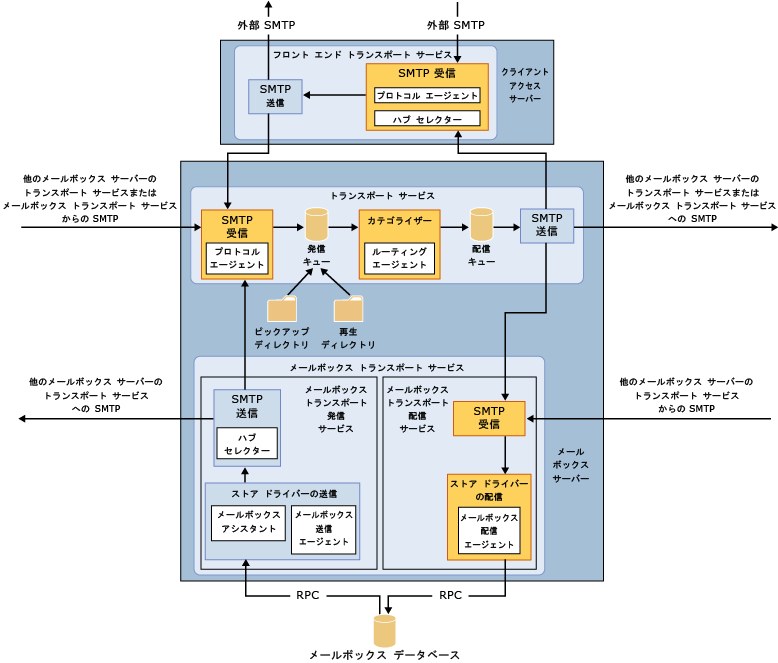 外部 SMTP
外部 SMTP
フロント エンド トランスポート サービス
SMTP
送信
SMTP 受信
プロトコル エージェント
ハブ セレクター
クライアント
アクセス
サーバー
他のメールボックス サーバーの
トランスポート サービスまたは
メールボックス トランスポート サービス
からの SMTP
他のメールボックス サーバーの
トランスポート サービスまたは
メールボックス トランスポート サービス
への SMTP
トランスポート サービス
SMTP
受信
プロトコル
エージェント
発信
キュー
カテゴライザー
ルーティング
エージェント
配信
キュー
SMTP
送信
ピックアップ
ディレクトリ
再生
ディレクトリ
メールボックス トランスポート サービス
他のメールボックス サーバーの
トランスポート サービス
への SMTP
SMTP
送信
ハブ
セレクター
メールボックス
トランスポート
発信
サービス
メールボックス
トランスポート
配信
サービス
SMTP
受信
他のメールボックス サーバーの
トランスポート サービス
からの SMTP
メール
ボックス
サーバー
ストア ドライバーの送信
メールボックス
アシスタント
メールボックス
送信
エージェント
ストア ドライバー
の配信
メールボックス
配信
エージェント
RPC
RPC
メールボックス データベース